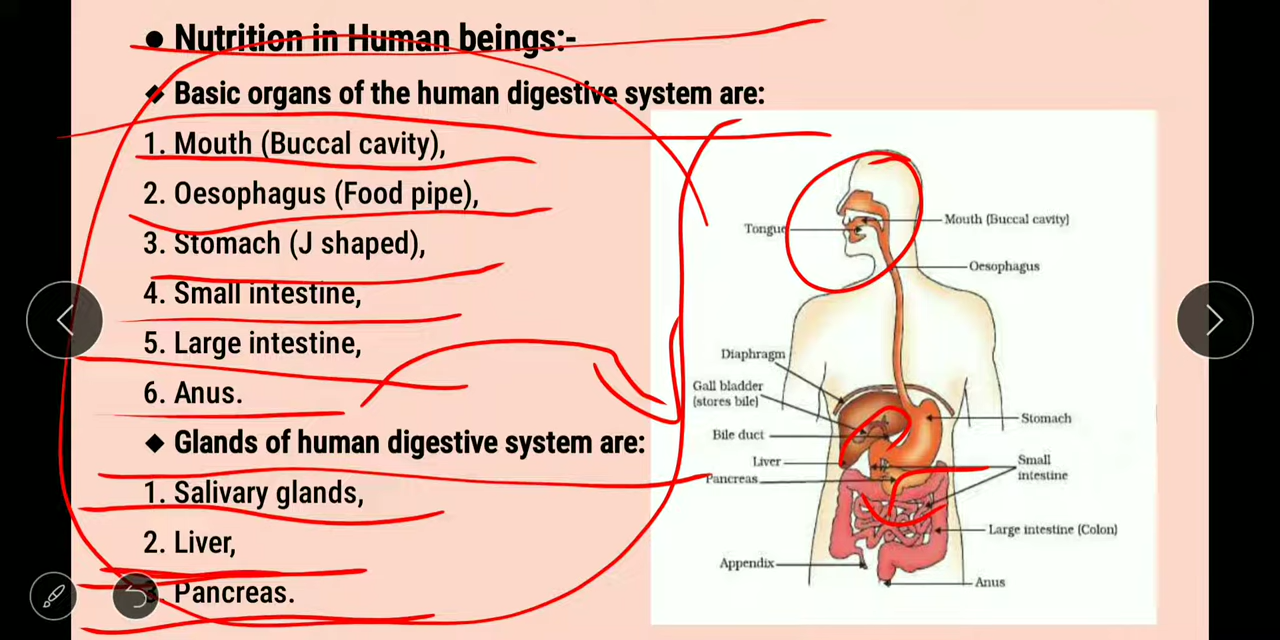 ● Nutrition in Human beings:-
◆ Basic organs of the human digestive system are:
1. Mouth (Buccal cavity),
2. Oesophagus (Food pipe),
3. Stomach (J shaped),
4. Small intestine,
5. Large intestine,
6. Anus.
◆ Glands of human digestive system are:
1. Salivary glands,
2. Liver,
3. Pancreas.
Tongue
Mouth (Buccal cavity)
Oesophagus
Diaphragm
Gall bladder
(stores bile)
Bile duct
Liver
Pancreas
Stomach
Small
intestine
Large intestine (Colon)
Appendix
Anus